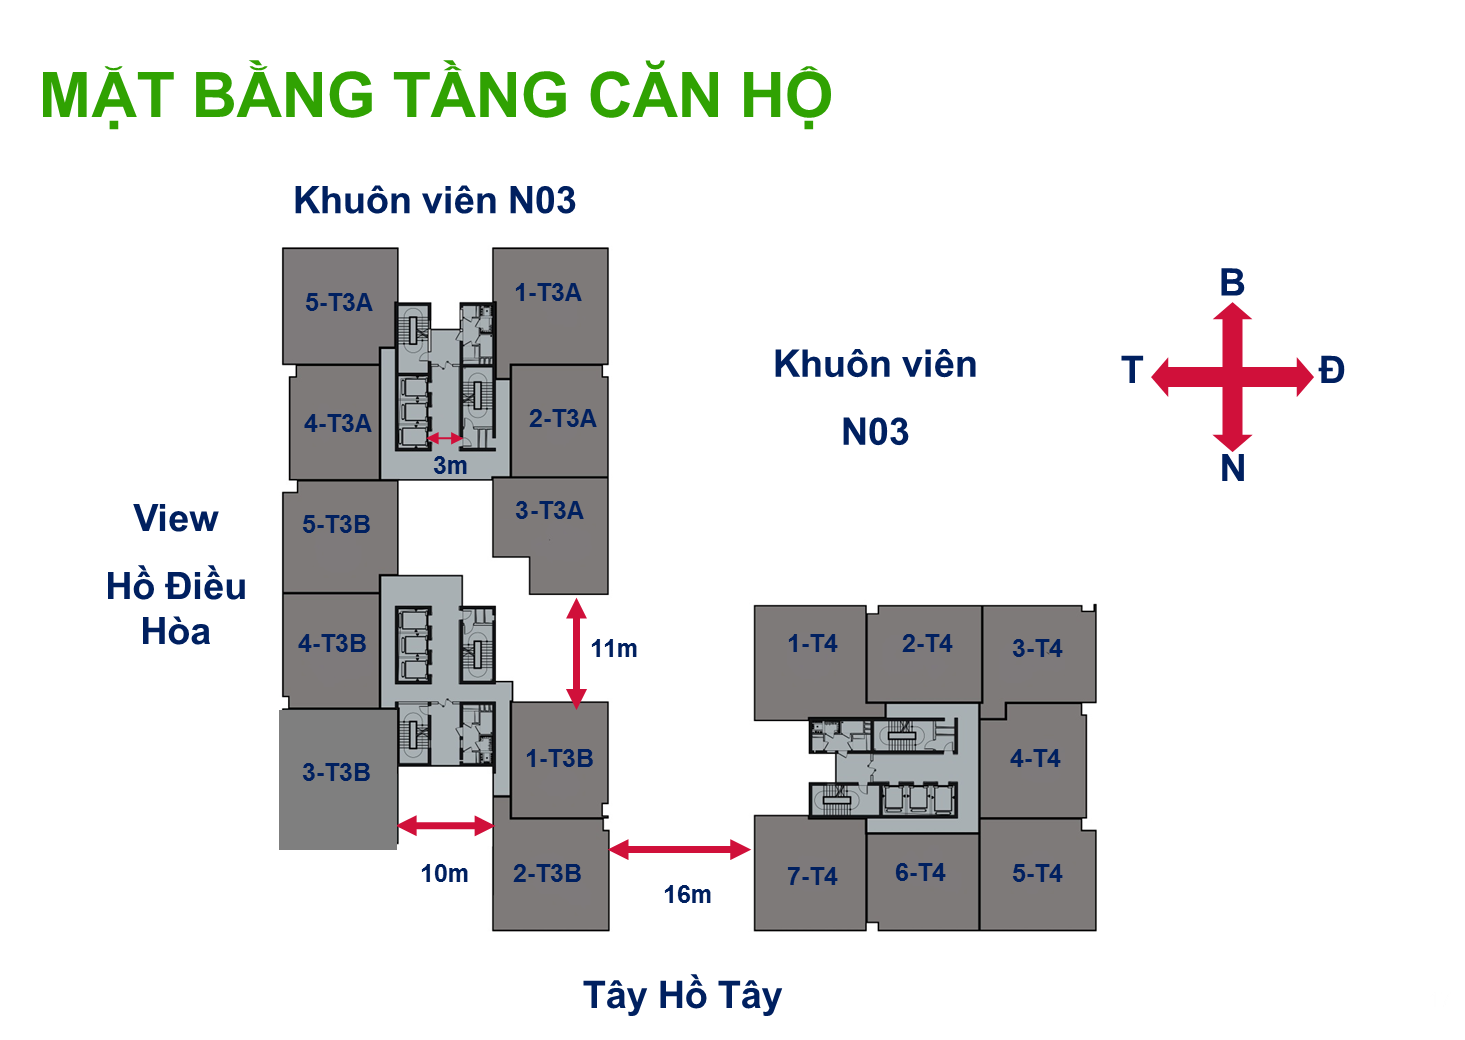 MẶT BẰNG TẦNG CĂN HỘ
Khuôn viên N03
5-T3A
1-T3A
4-T3A
2-T3A
3m
5-T3B
3-T3A
View
Hồ Điều
Hòa
Khuôn viên
N03
B
T
Đ
N
4-T3B
11m
3-T3B
1-T3B
10m
2-T3B
16m
1-T4
2-T4
3-T4
4-T4
7-T4
6-T4
5-T4
Tây Hồ Tây